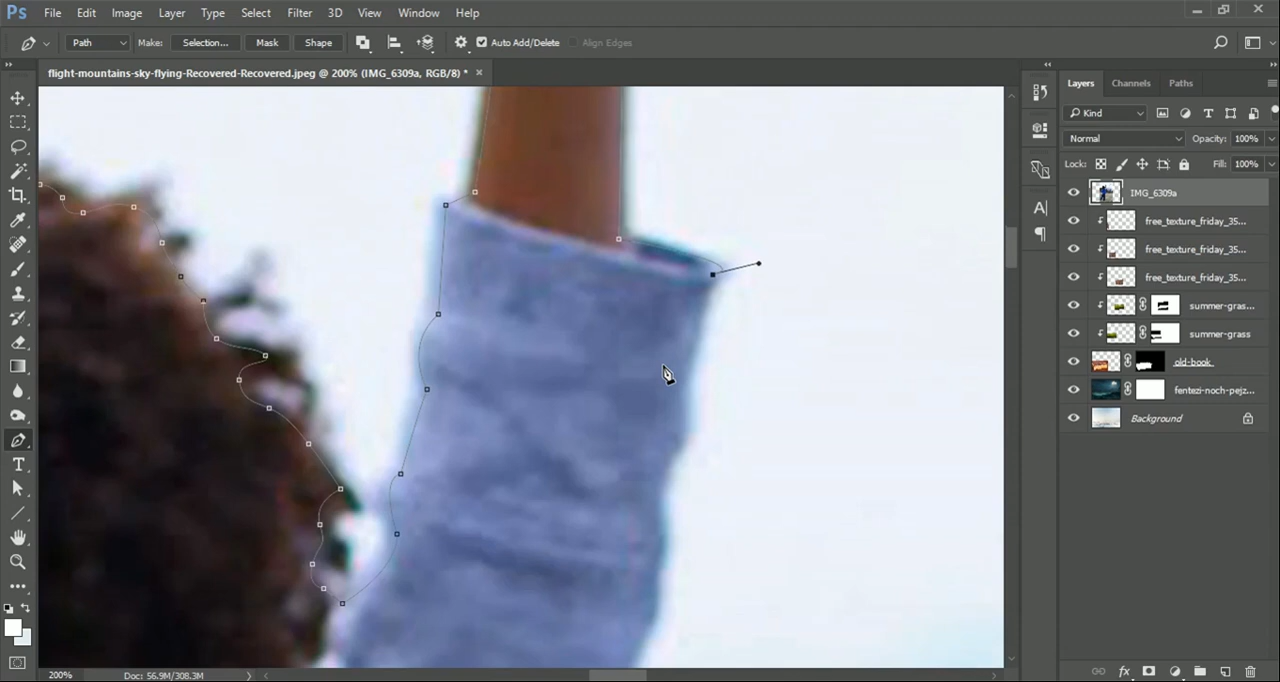 Ps File Edit Image Layer Type Select Filter 3D View Window Help
Path Make: Selection... Mask Shape Auto Add/Delete Align Edges
flight-mountains-sky-flying-Recovered-Recovered.jpeg @ 200% (IMG_6309a, RGB/8) *
Layers Channels Paths
Kind
Normal Opacity: 100%
Lock: Fill: 100%
IMG_6309a
free_texture_friday_35...
free_texture_friday_35...
free_texture_friday_35...
summer-gras...
summer-grass
old-book
fentezi-noch-pejz...
Background
200% Doc: 56.9M/308.3M